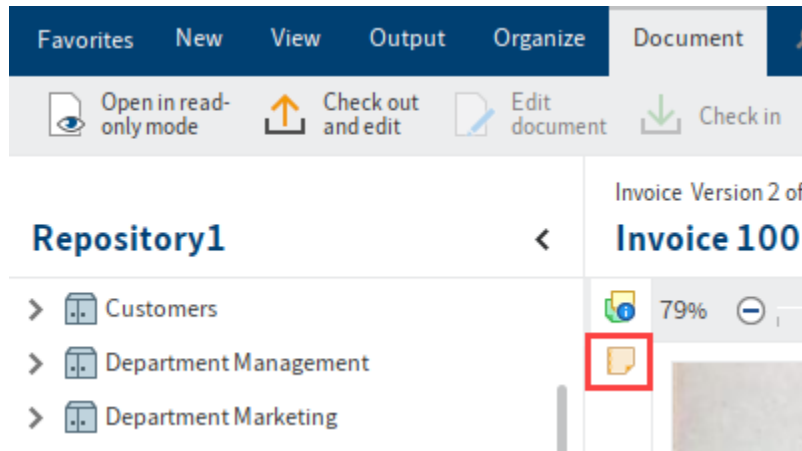 Favorites New View Output Organize Document
Open in read-
only mode
Check out
and edit
Edit
document
Check in
Invoice Version 2 of
Repository1
Invoice 100
Customers
79%
Department Management
Department Marketing